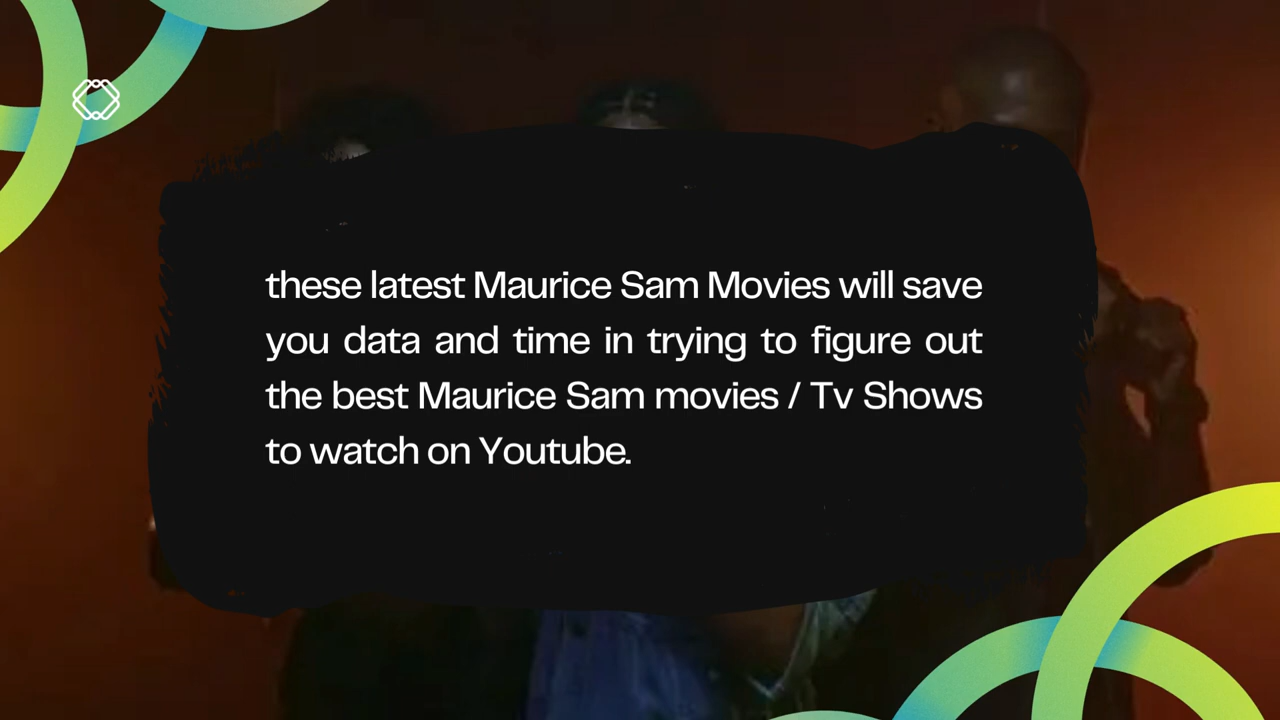 these latest Maurice Sam Movies will save
you data and time in trying to figure out
the best Maurice Sam movies / Tv Shows
to watch on Youtube.